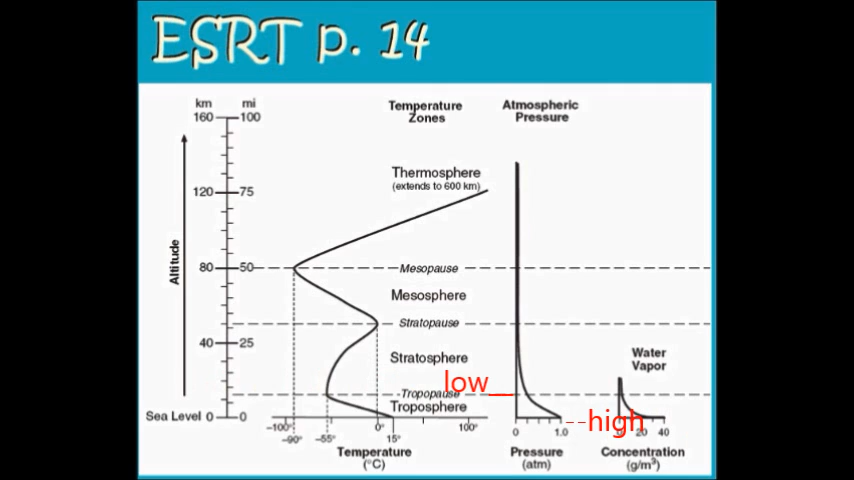 ESRT p. 14
km mi
160 100
Temperature Zones
Atmospheric Pressure
Thermosphere
(extends to 600 km)
120 75
Altitude
80 50
Mesopause
Mesosphere
Stratopause
40 25
Stratosphere
Water Vapor
low
Tropopause
Troposphere
Sea Level 0 0
--high
–100° 0° 100°
–90° –55° 15°
0 1.0
0 20 40
Temperature
(°C)
Pressure
(atm)
Concentration
(g/m³)